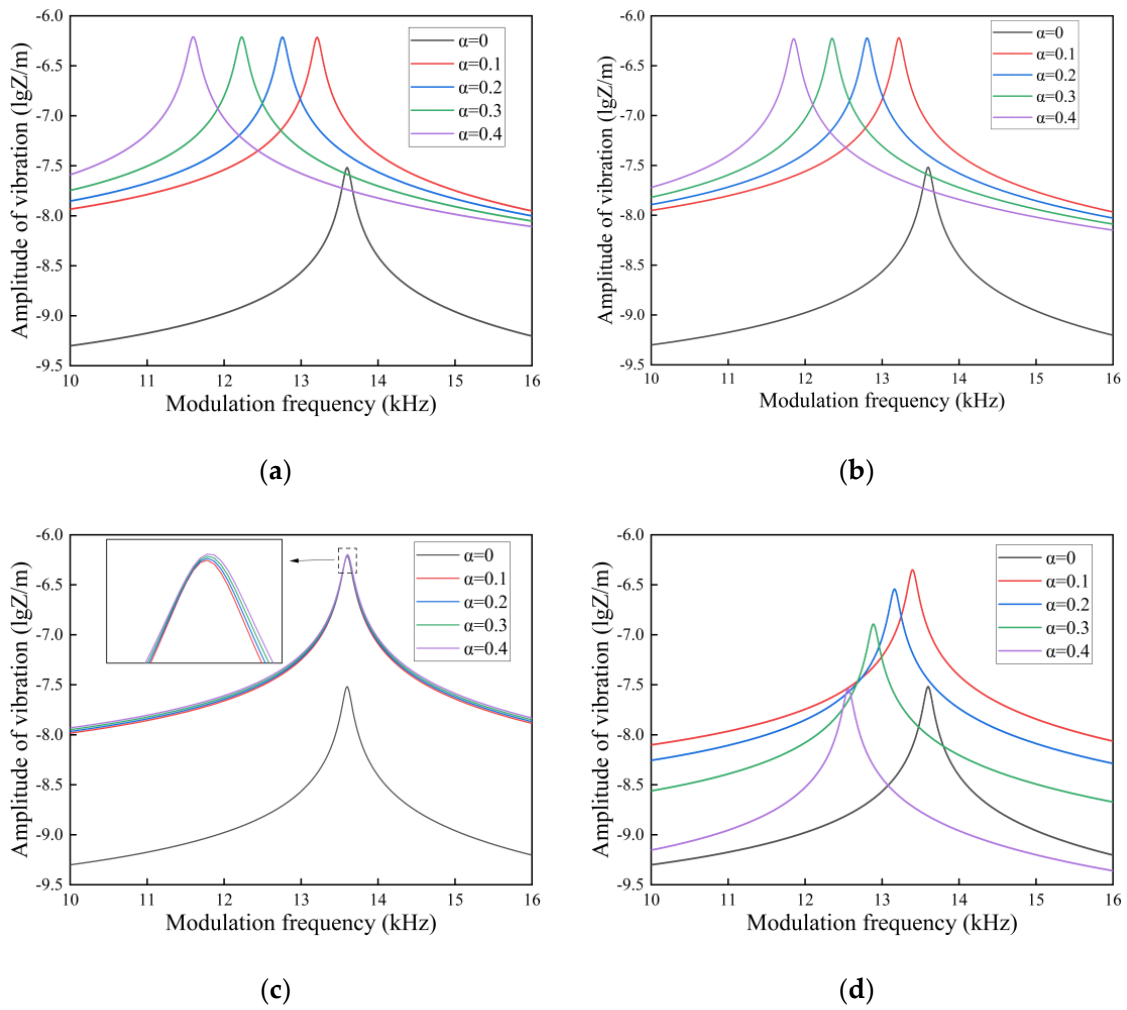 -6.0
-6.5
-7.0
-7.5
-8.0
-8.5
-9.0
-9.5
10
11
12
13
14
15
16
Amplitude of vibration (lgZ/m)
Modulation frequency (kHz)
α=0
α=0.1
α=0.2
α=0.3
α=0.4
(a)
-6.0
-6.5
-7.0
-7.5
-8.0
-8.5
-9.0
-9.5
10
11
12
13
14
15
16
Amplitude of vibration (lgZ/m)
Modulation frequency (kHz)
α=0
α=0.1
α=0.2
α=0.3
α=0.4
(b)
-6.0
-6.5
-7.0
-7.5
-8.0
-8.5
-9.0
-9.5
10
11
12
13
14
15
16
Amplitude of vibration (lgZ/m)
Modulation frequency (kHz)
α=0
α=0.1
α=0.2
α=0.3
α=0.4
(c)
-6.0
-6.5
-7.0
-7.5
-8.0
-8.5
-9.0
-9.5
10
11
12
13
14
15
16
Amplitude of vibration (lgZ/m)
Modulation frequency (kHz)
α=0
α=0.1
α=0.2
α=0.3
α=0.4
(d)